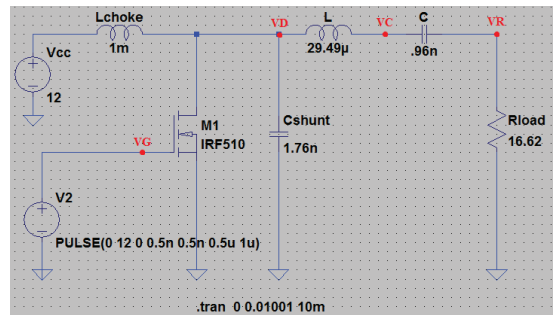 Lchoke
1m
VD
L
29.49µ
VC
C
.96n
VR
Vcc
12
M1
IRF510
Cshunt
1.76n
Rload
16.62
VG
V2
PULSE(0 12 0 0.5n 0.5n 0.5u 1u)
.tran 0 0.01001 10m